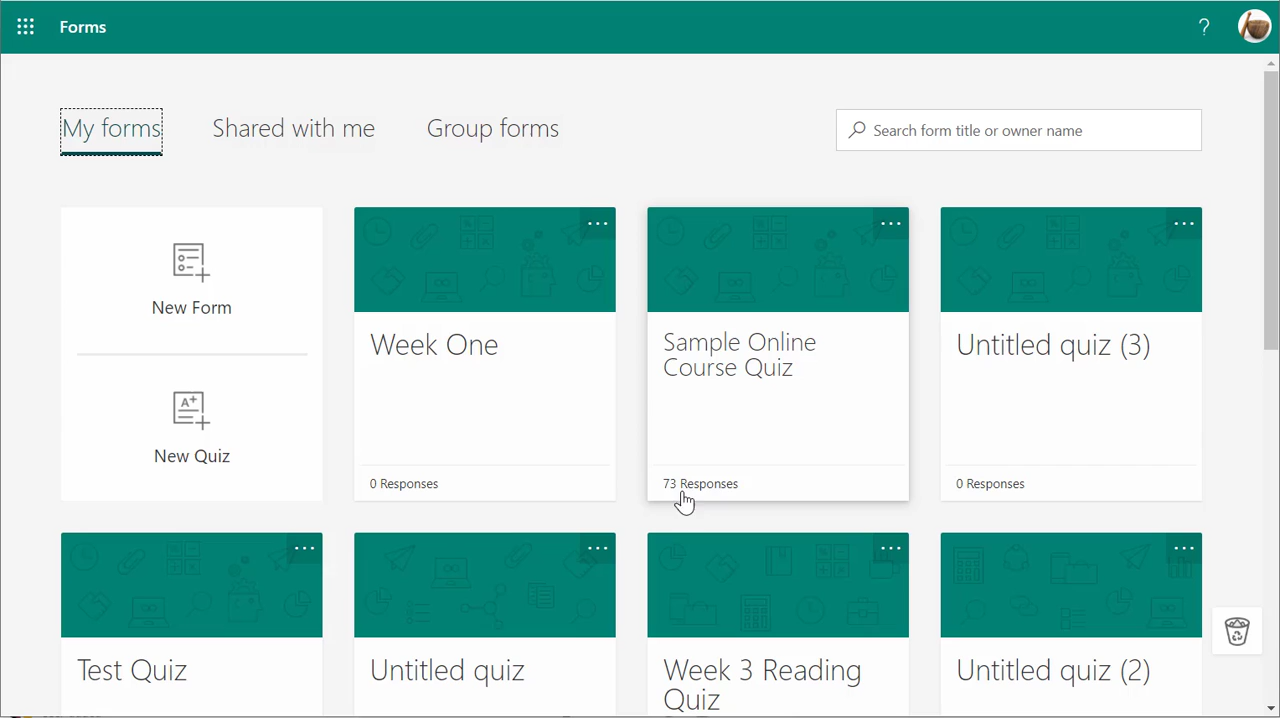 Forms
?
My forms
Shared with me
Group forms
Search form title or owner name
New Form
New Quiz
Week One
0 Responses
Sample Online
Course Quiz
73 Responses
Untitled quiz (3)
0 Responses
Test Quiz
Untitled quiz
Week 3 Reading
Quiz
Untitled quiz (2)